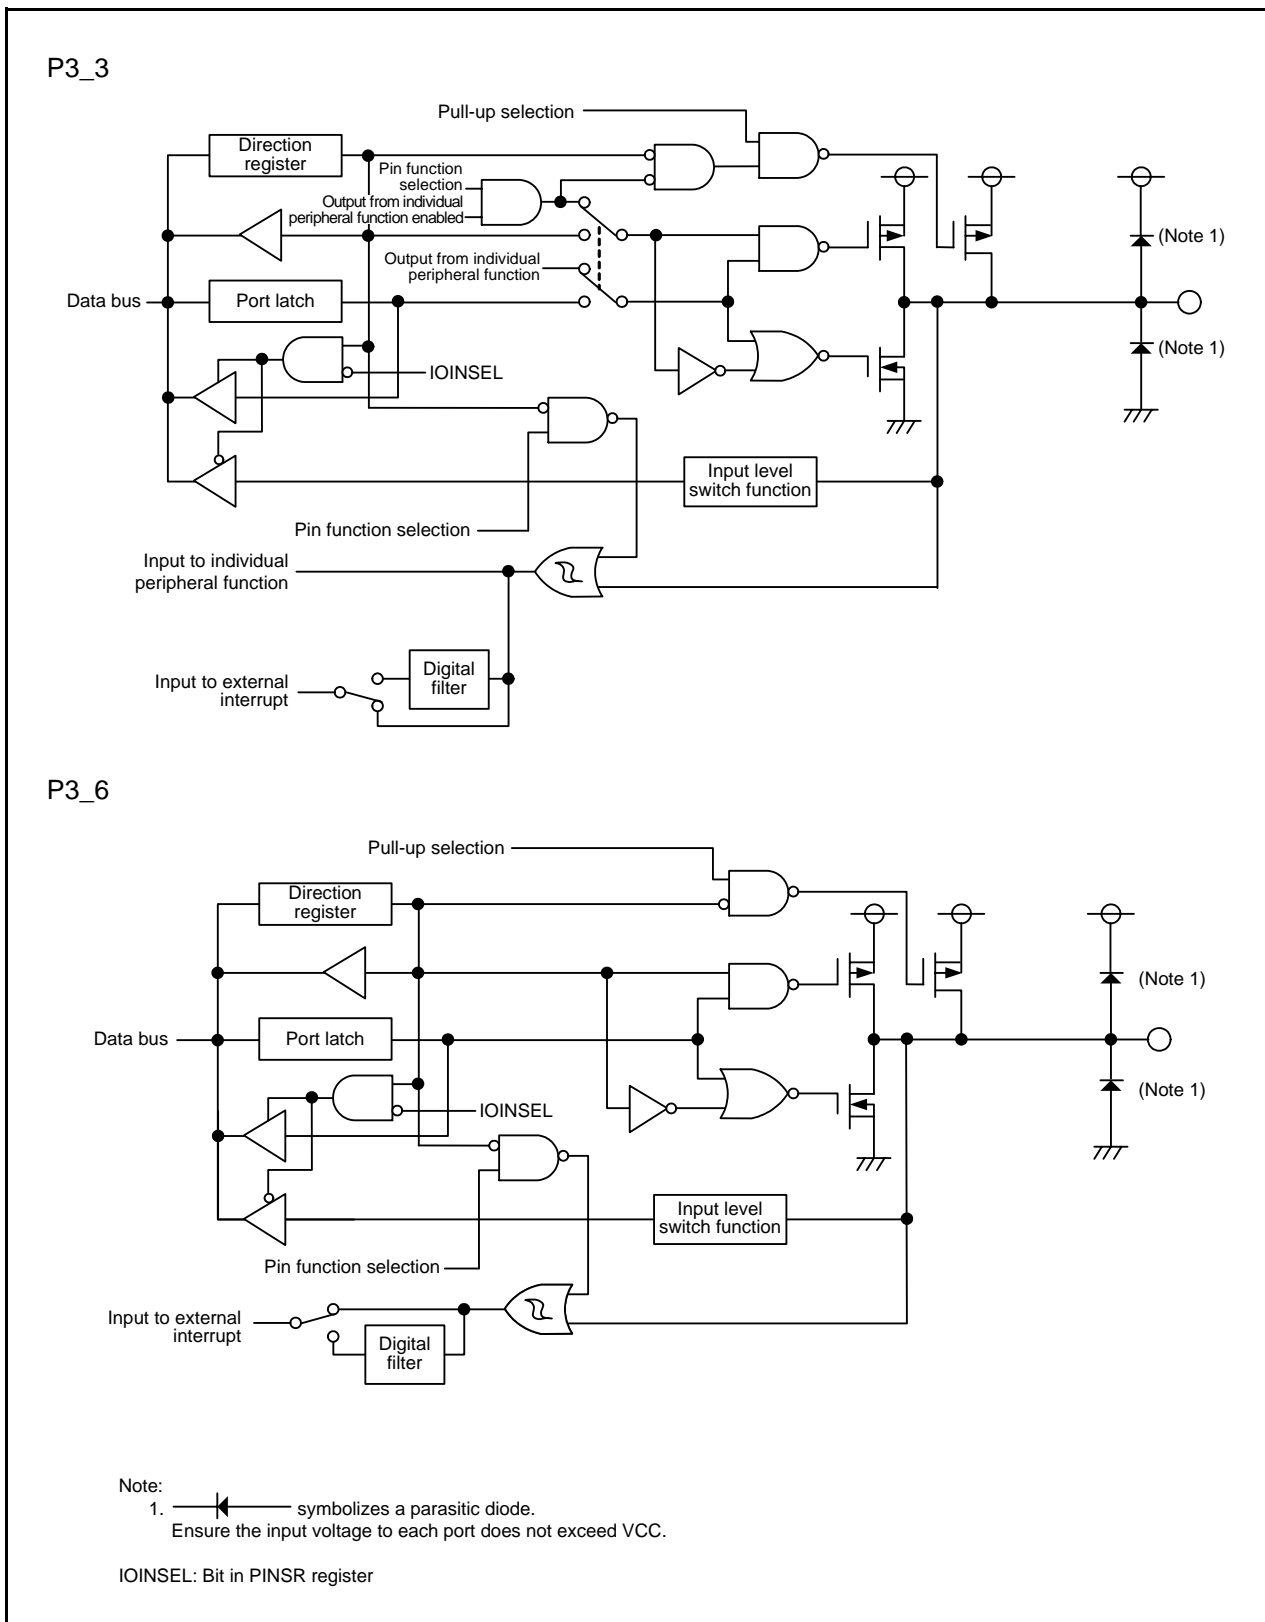 P3_3
Pull-up selection
Direction
register
Pin function
selection
Output from individual
peripheral function enabled
(Note 1)
Output from individual
peripheral function
Data bus
Port latch
(Note 1)
IOINSEL
Input level
switch function
Pin function selection
Input to individual
peripheral function
Digital
filter
Input to external
interrupt
P3_6
Pull-up selection
Direction
register
(Note 1)
Data bus
Port latch
(Note 1)
IOINSEL
Input level
switch function
Pin function selection
Input to external
interrupt
Digital
filter
Note:
1. symbolizes a parasitic diode.
Ensure the input voltage to each port does not exceed VCC.
IOINSEL: Bit in PINSR register